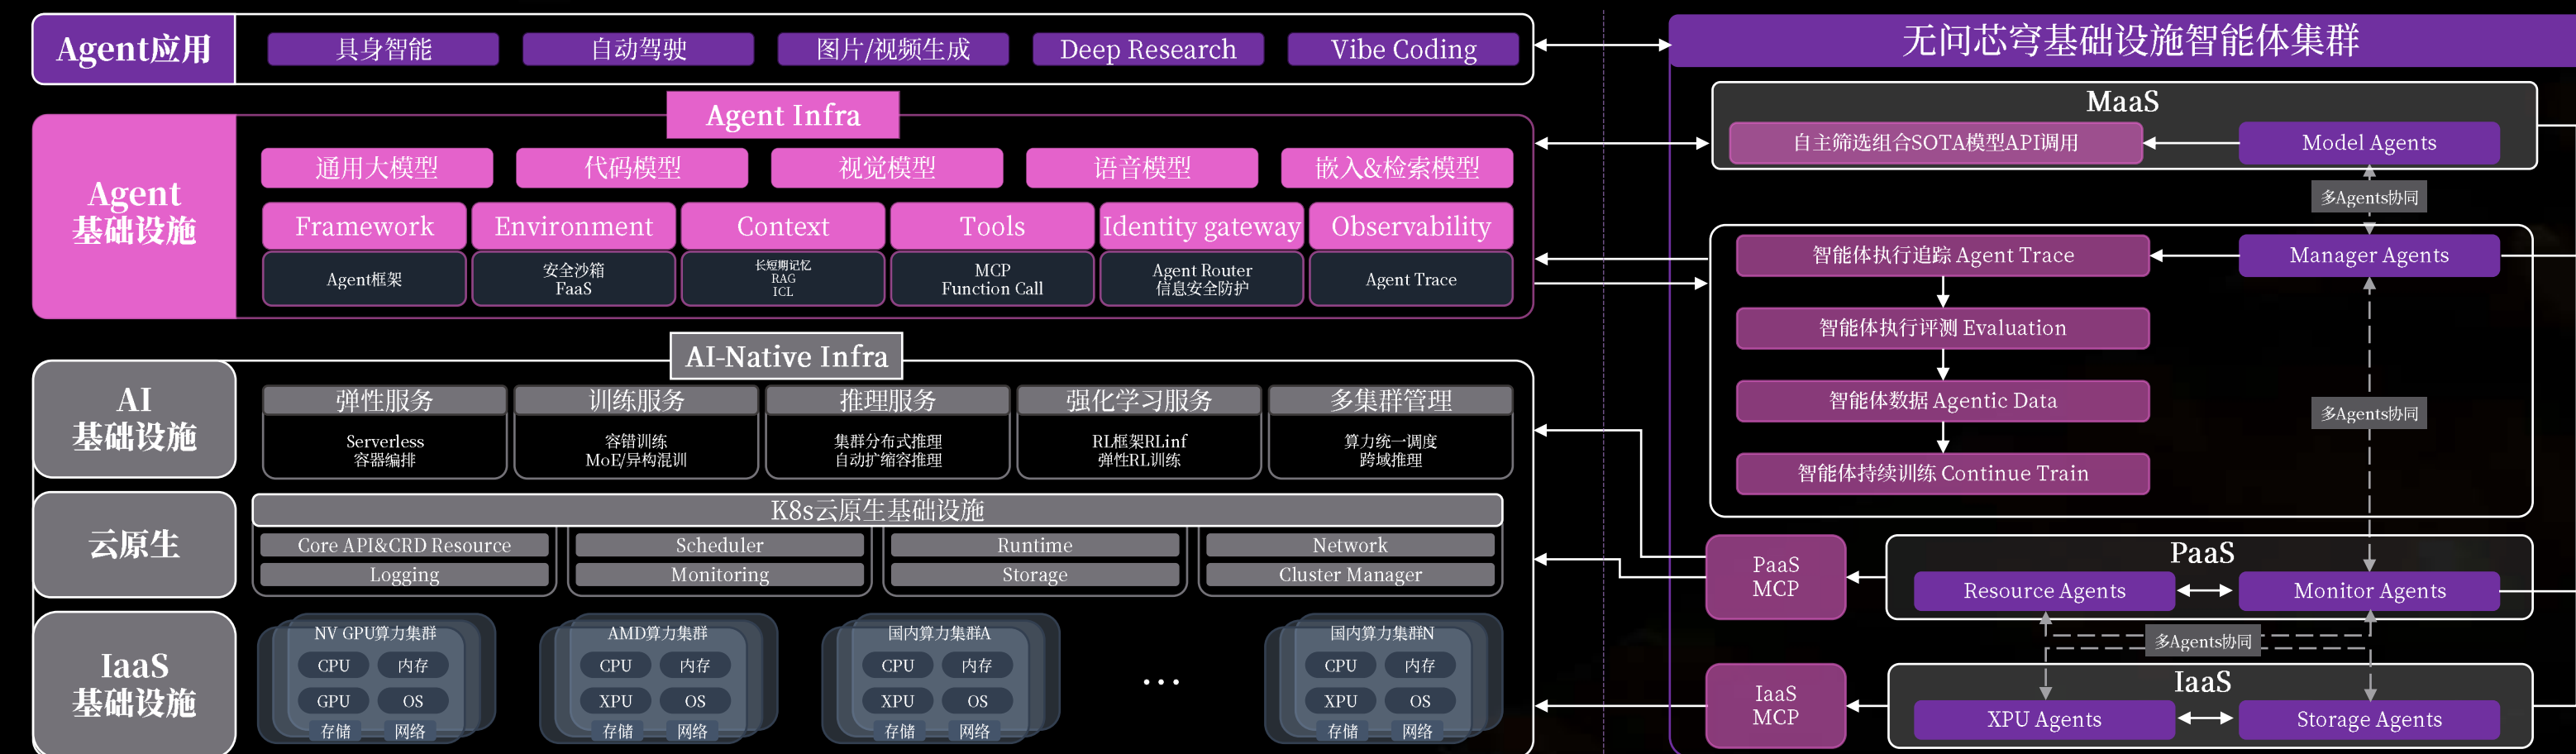 Agent应用
具身智能
自动驾驶
图片/视频生成
Deep Research
Vibe Coding
Agent Infra
Agent
基础设施
通用大模型
代码模型
视觉模型
语音模型
嵌入&检索模型
Framework
Environment
Context
Tools
Identity gateway
Observability
Agent框架
安全沙箱
FaaS
长短期记忆
RAG
ICL
MCP
Function Call
Agent Router
信息安全防护
Agent Trace
AI-Native Infra
AI
基础设施
弹性服务
训练服务
推理服务
强化学习服务
多集群管理
Serverless
容器编排
容错训练
MoE/异构混训
集群分布式推理
自动扩缩容推理
RL框架RLinf
弹性RL训练
算力统一调度
跨域推理
云原生
K8s云原生基础设施
Core API&CRD Resource
Scheduler
Runtime
Network
Logging
Monitoring
Storage
Cluster Manager
IaaS
基础设施
NV GPU算力集群
CPU
内存
GPU
OS
存储
网络
AMD算力集群
CPU
内存
XPU
OS
存储
网络
国内算力集群A
CPU
内存
XPU
OS
存储
网络
...
国内算力集群N
CPU
内存
XPU
OS
存储
网络
无问芯穹基础设施智能体集群
MaaS
自主筛选组合SOTA模型API调用
Model Agents
多Agents协同
智能体执行追踪 Agent Trace
Manager Agents
智能体执行评测 Evaluation
智能体数据 Agentic Data
多Agents协同
智能体持续训练 Continue Train
PaaS
MCP
PaaS
Resource Agents
Monitor Agents
多Agents协同
IaaS
MCP
IaaS
XPU Agents
Storage Agents